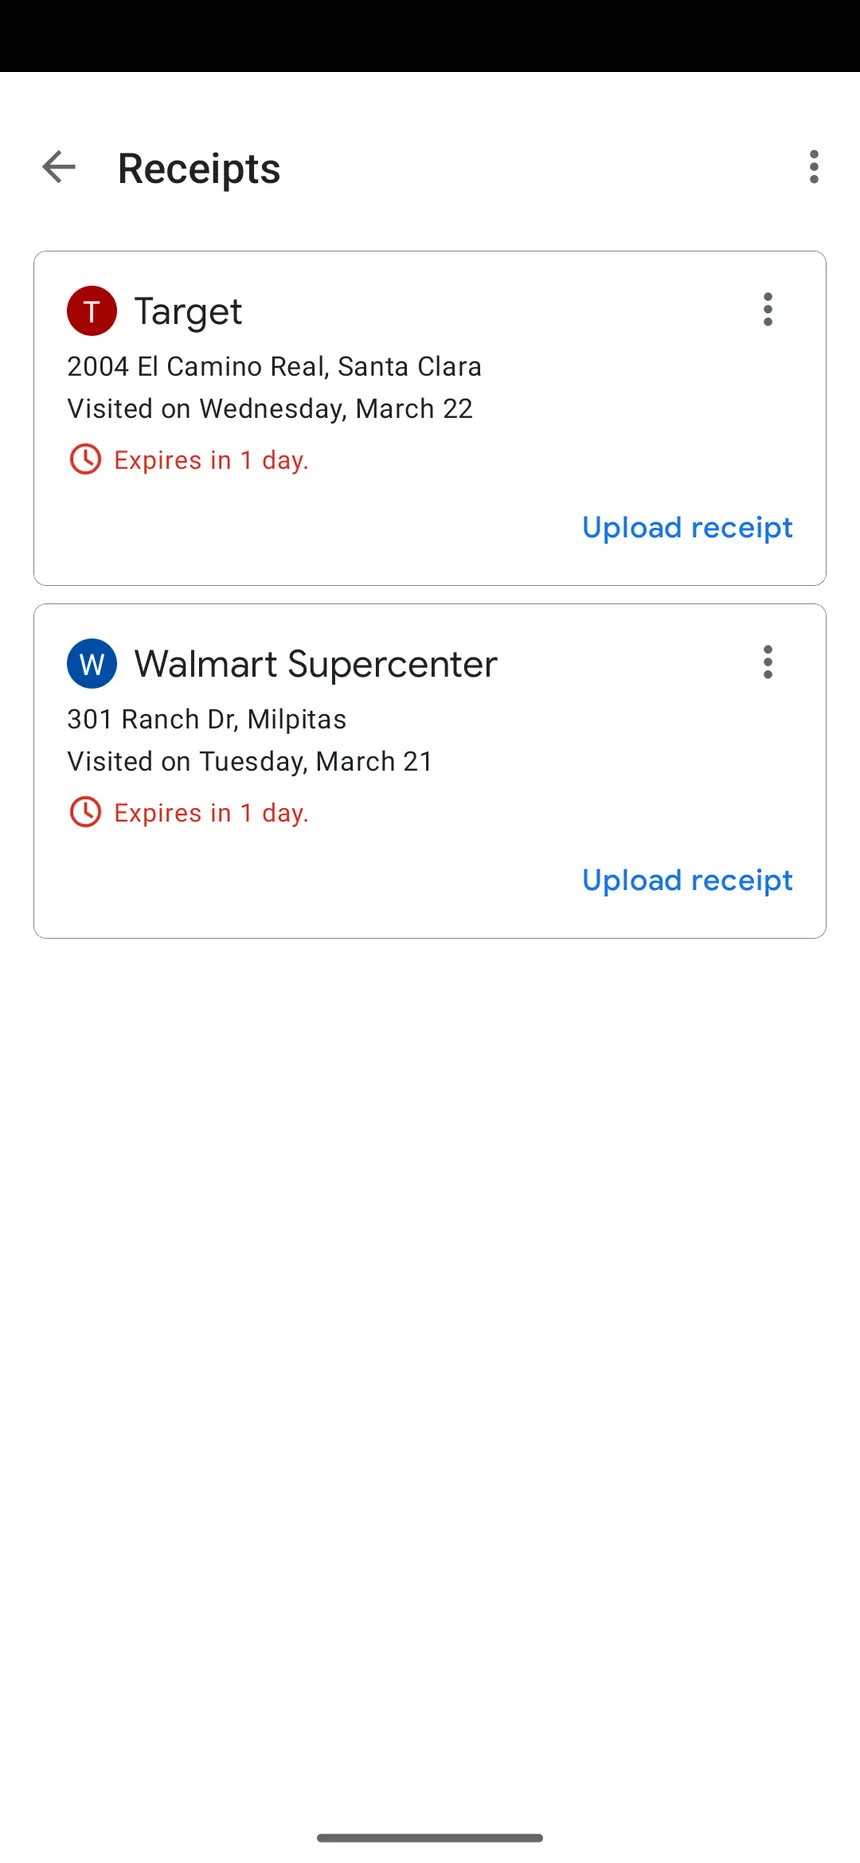 Receipts
T Target
2004 El Camino Real, Santa Clara
Visited on Wednesday, March 22
Expires in 1 day.
Upload receipt
W Walmart Supercenter
301 Ranch Dr, Milpitas
Visited on Tuesday, March 21
Expires in 1 day.
Upload receipt